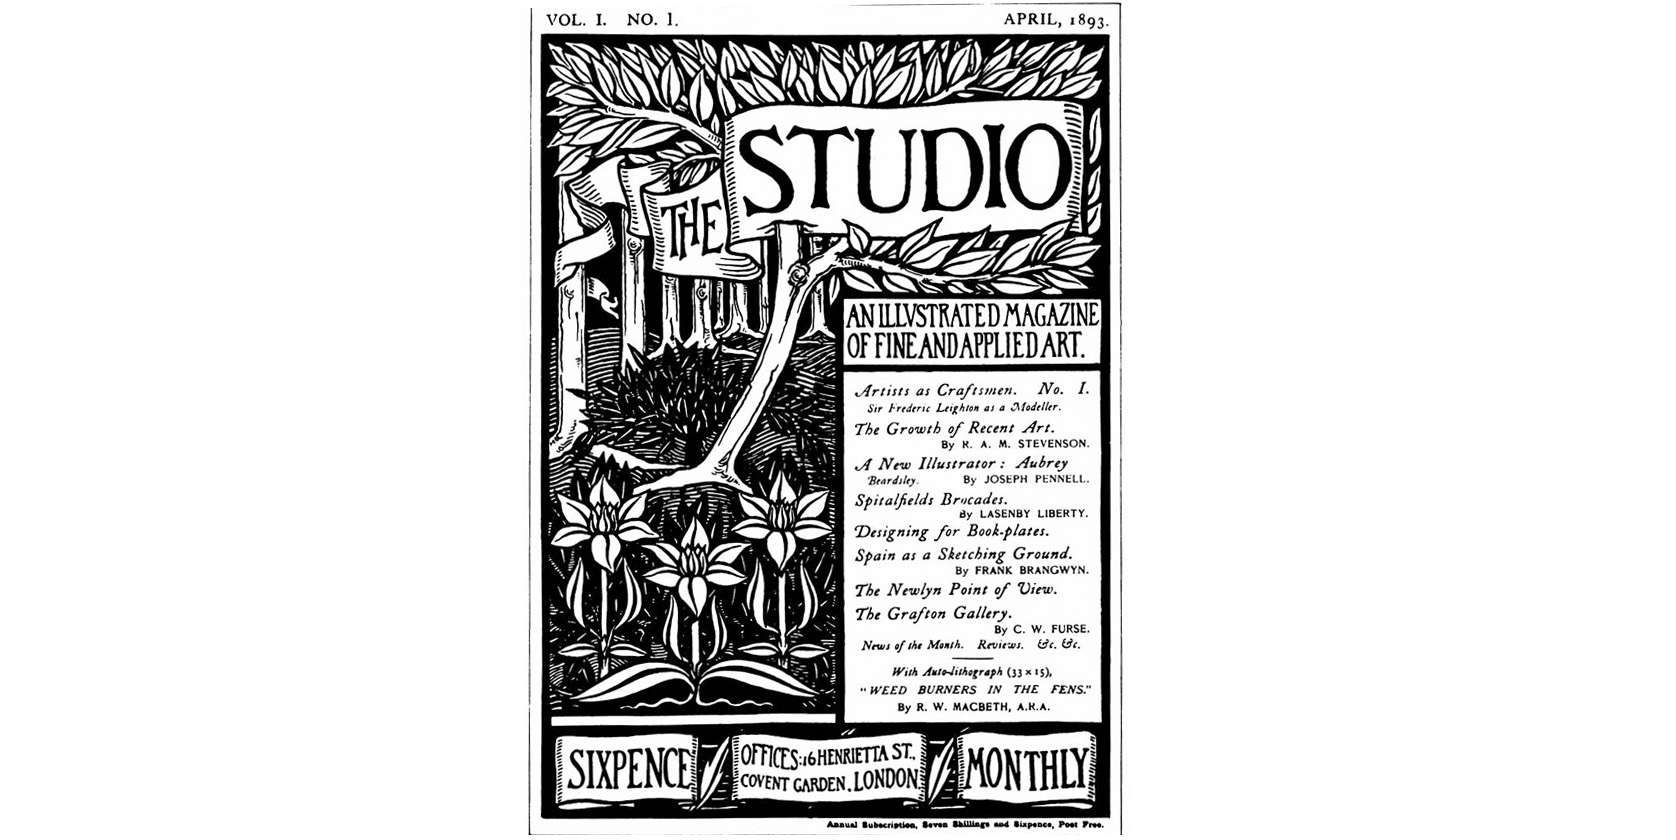 VOL. I. NO. 1. APRIL, 1893.
THE STUDIO
AN ILLVSTRATED MAGAZINE
OF FINE AND APPLIED ART.
Artists as Craftsmen. No. I.
Sir Frederic Leighton as a Modeller.
The Growth of Recent Art.
By R. A. M. STEVENSON.
A New Illustrator: Aubrey
Beardsley. By JOSEPH PENNELL.
Spitalfields Brocades.
By LASENBY LIBERTY.
Designing for Book-plates.
Spain as a Sketching Ground.
By FRANK BRANGWYN.
The Newlyn Point of View.
The Grafton Gallery.
By C. W. FURSE.
News of the Month. Reviews. &c. &c.
With Auto-lithograph (33 × 15),
"WEED BURNERS IN THE FENS."
By R. W. MACBETH, A.R.A.
SIXPENCE
OFFICES: 16 HENRIETTA ST.,
COVENT GARDEN, LONDON
MONTHLY
Annual Subscription, Seven Shillings and Sixpence, Post Free.